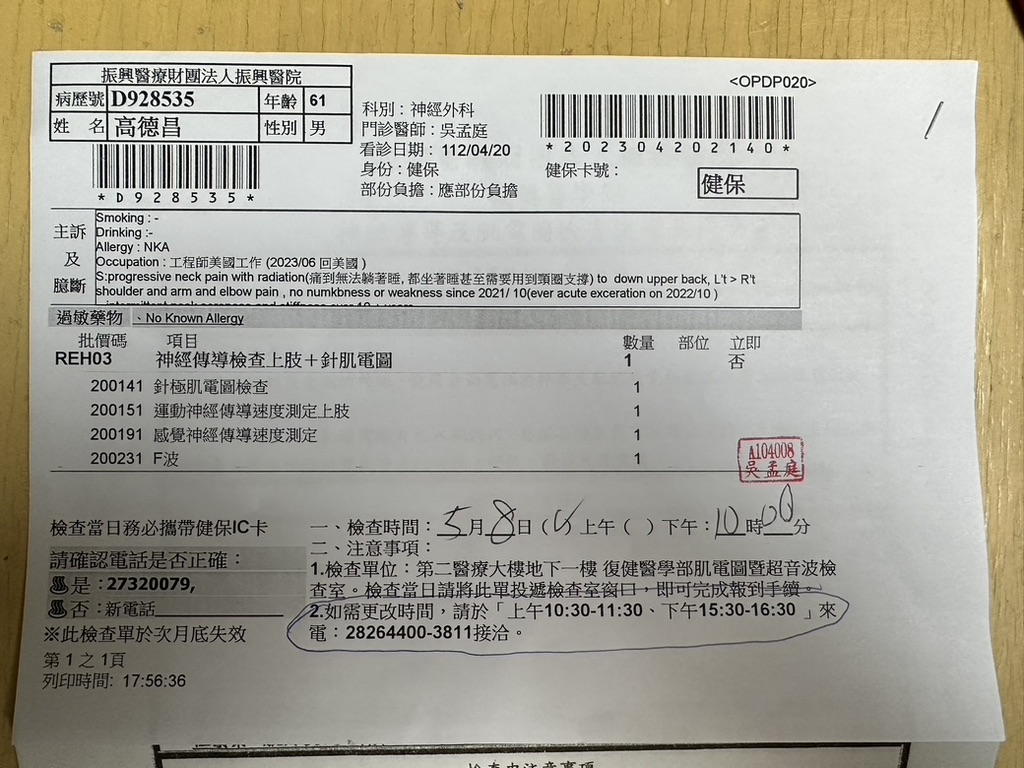 振興醫療財團法人振興醫院
病歷號 D928535 年齡 61
姓 名 高德昌 性別 男
*D928535*
科別：神經外科
門診醫師：吳孟庭
看診日期： 112/04/20
身份：健保
部份負擔：應部份負擔
<OPDP020>
*202304202140*
健保卡號：
健保
主訴
及
臆斷
Smoking : -
Drinking :-
Allergy : NKA
Occupation : 工程師美國工作 (2023/06 回美國 )
S:progressive neck pain with radiation(痛到無法躺著睡, 都坐著睡甚至需要用到頸圈支撐) to down upper back, L't > R't
shoulder and arm and elbow pain , no numkbness or weakness since 2021/ 10(ever acute exceration on 2022/10 )
過敏藥物 、No Known Allergy
批價碼 項目 數量 部位 立即
REH03 神經傳導檢查上肢＋針肌電圖 1 否
200141 針極肌電圖檢查 1
200151 運動神經傳導速度測定上肢 1
200191 感覺神經傳導速度測定 1
200231 F波 1
A104008
吳孟庭
檢查當日務必攜帶健保IC卡
請確認電話是否正確：
是：27320079,
否：新電話
※此檢查單於次月底失效
第 1 之 1頁
列印時間: 17:56:36
一、檢查時間：5月8日 (✓) 上午 ( ) 下午：10時00分
二、注意事項：
1.檢查單位：第二醫療大樓地下一樓 復健醫學部肌電圖暨超音波檢
查室。檢查當日請將此單投遞檢查室窗口，即可完成報到手續。
2.如需更改時間，請於「上午10:30-11:30、下午15:30-16:30 」來
電：28264400-3811接洽。